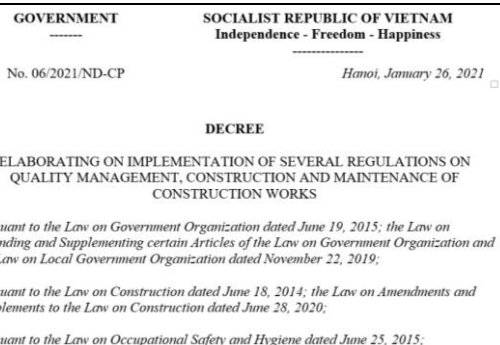 GOVERNMENT
-------
SOCIALIST REPUBLIC OF VIETNAM
Independence - Freedom - Happiness
---------------
No. 06/2021/ND-CP
Hanoi, January 26, 2021
DECREE
ELABORATING ON IMPLEMENTATION OF SEVERAL REGULATIONS ON
QUALITY MANAGEMENT, CONSTRUCTION AND MAINTENANCE OF
CONSTRUCTION WORKS
uant to the Law on Government Organization dated June 19, 2015; the Law on
nding and Supplementing certain Articles of the Law on Government Organization and
Law on Local Government Organization dated November 22, 2019;
uant to the Law on Construction dated June 18, 2014; the Law on Amendments and
plements to the Law on Construction dated June 28, 2020;
uant to the Law on Occupational Safety and Hygiene dated June 25, 2015;